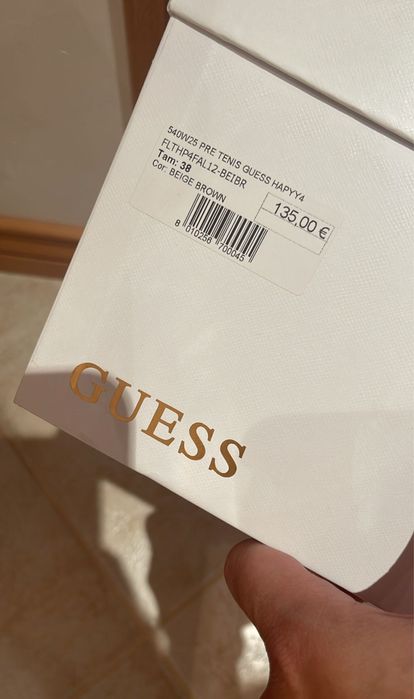 540W25 PRE TENIS GUESS HAPYY4
FLTHP4FAL12-BEIBR
Tam: 38
Cor: BEIGE BROWN
135,00 €
8 010256 700045
GUESS